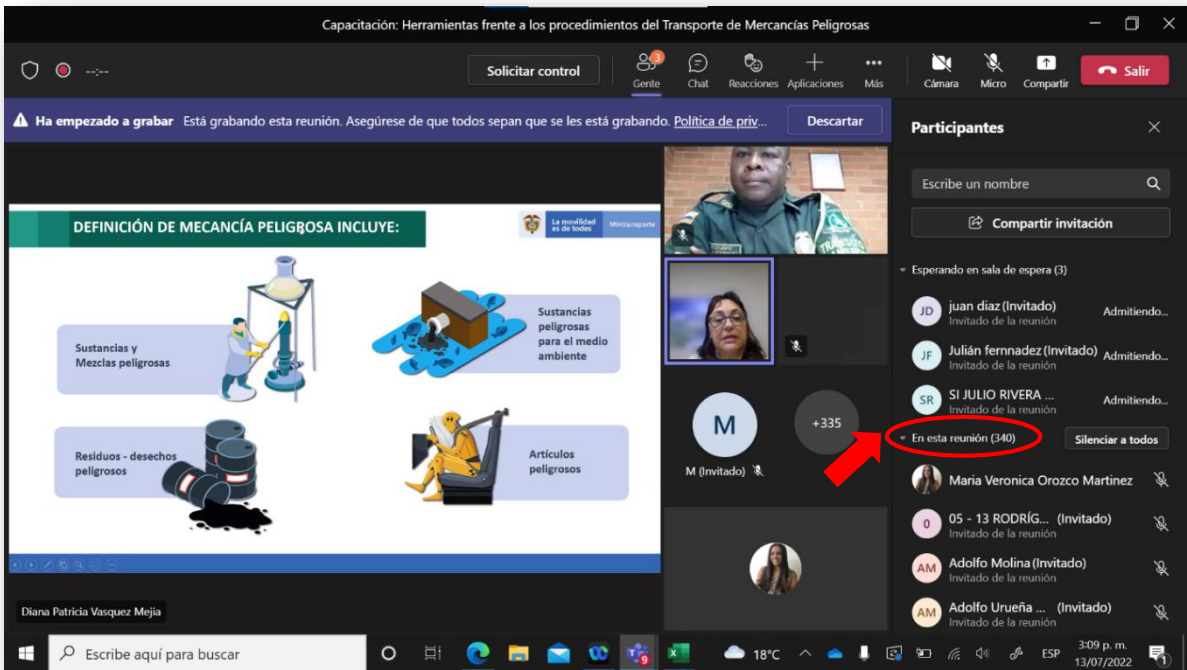 Capacitación: Herramientas frente a los procedimientos del Transporte de Mercancías Peligrosas
--:--
Solicitar control
3
Gente
Chat
Reacciones
Aplicaciones
Más
Cámara
Micro
Compartir
Salir
Ha empezado a grabar Está grabando esta reunión. Asegúrese de que todos sepan que se les está grabando. Política de priv...
Descartar
DEFINICIÓN DE MECANCÍA PELIGROSA INCLUYE:
La movilidad
es de todos
Mintransporte
Sustancias y
Mezclas peligrosas
Sustancias
peligrosas
para el medio
ambiente
Residuos - desechos
peligrosos
Artículos
peligrosos
Diana Patricia Vasquez Mejia
M
M (Invitado)
+335
Participantes
Escribe un nombre
Compartir invitación
Esperando en sala de espera (3)
JD
juan diaz (Invitado)
Invitado de la reunión
Admitiendo...
JF
Julián fernnadez (Invitado)
Invitado de la reunión
Admitiendo...
SR
SI JULIO RIVERA ...
Invitado de la reunión
Admitiendo...
En esta reunión (340)
Silenciar a todos
Maria Veronica Orozco Martinez
0
05 - 13 RODRÍG... (Invitado)
Invitado de la reunión
AM
Adolfo Molina (Invitado)
Invitado de la reunión
AM
Adolfo Urueña ... (Invitado)
Invitado de la reunión
Escribe aquí para buscar
9
18°C
ESP
3:09 p. m.
13/07/2022
1